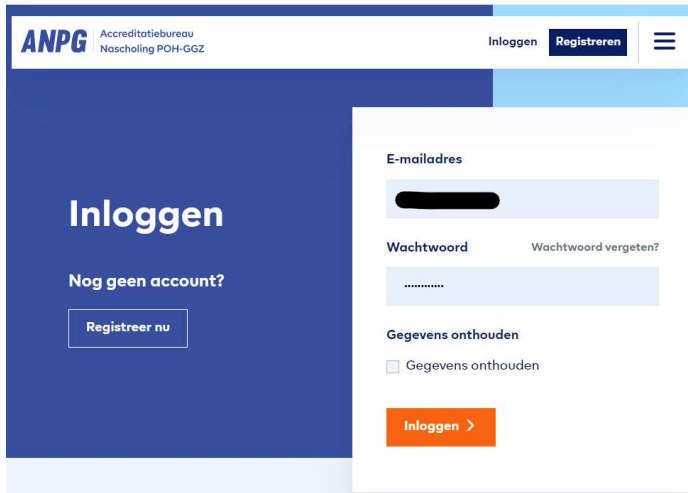 ANPG
Accreditatiebureau
Nascholing POH-GGZ
Inloggen Registreren
Inloggen
Nog geen account?
Registreer nu
E-mailadres
Wachtwoord Wachtwoord vergeten?
Gegevens onthouden
Gegevens onthouden
Inloggen